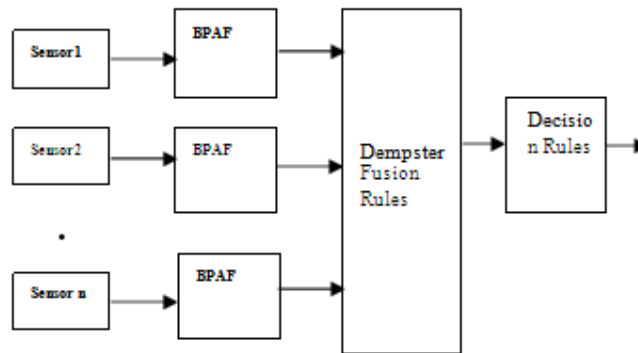 Sensor1
BPAF
Sensor2
BPAF
Sensor n
BPAF
Dempster
Fusion
Rules
Decisio
n Rules